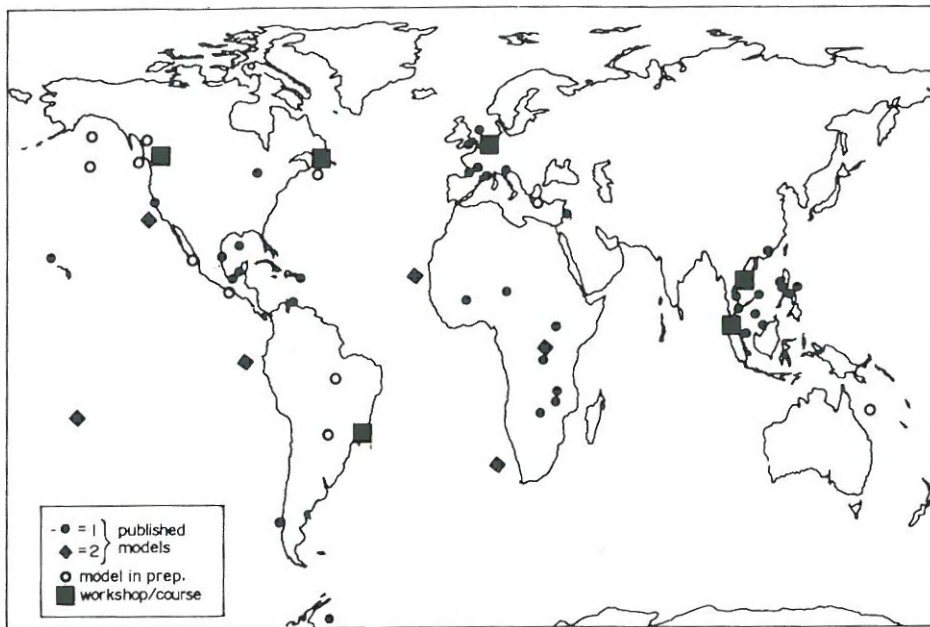 = 1
= 2
published
models
model in prep.
workshop/course